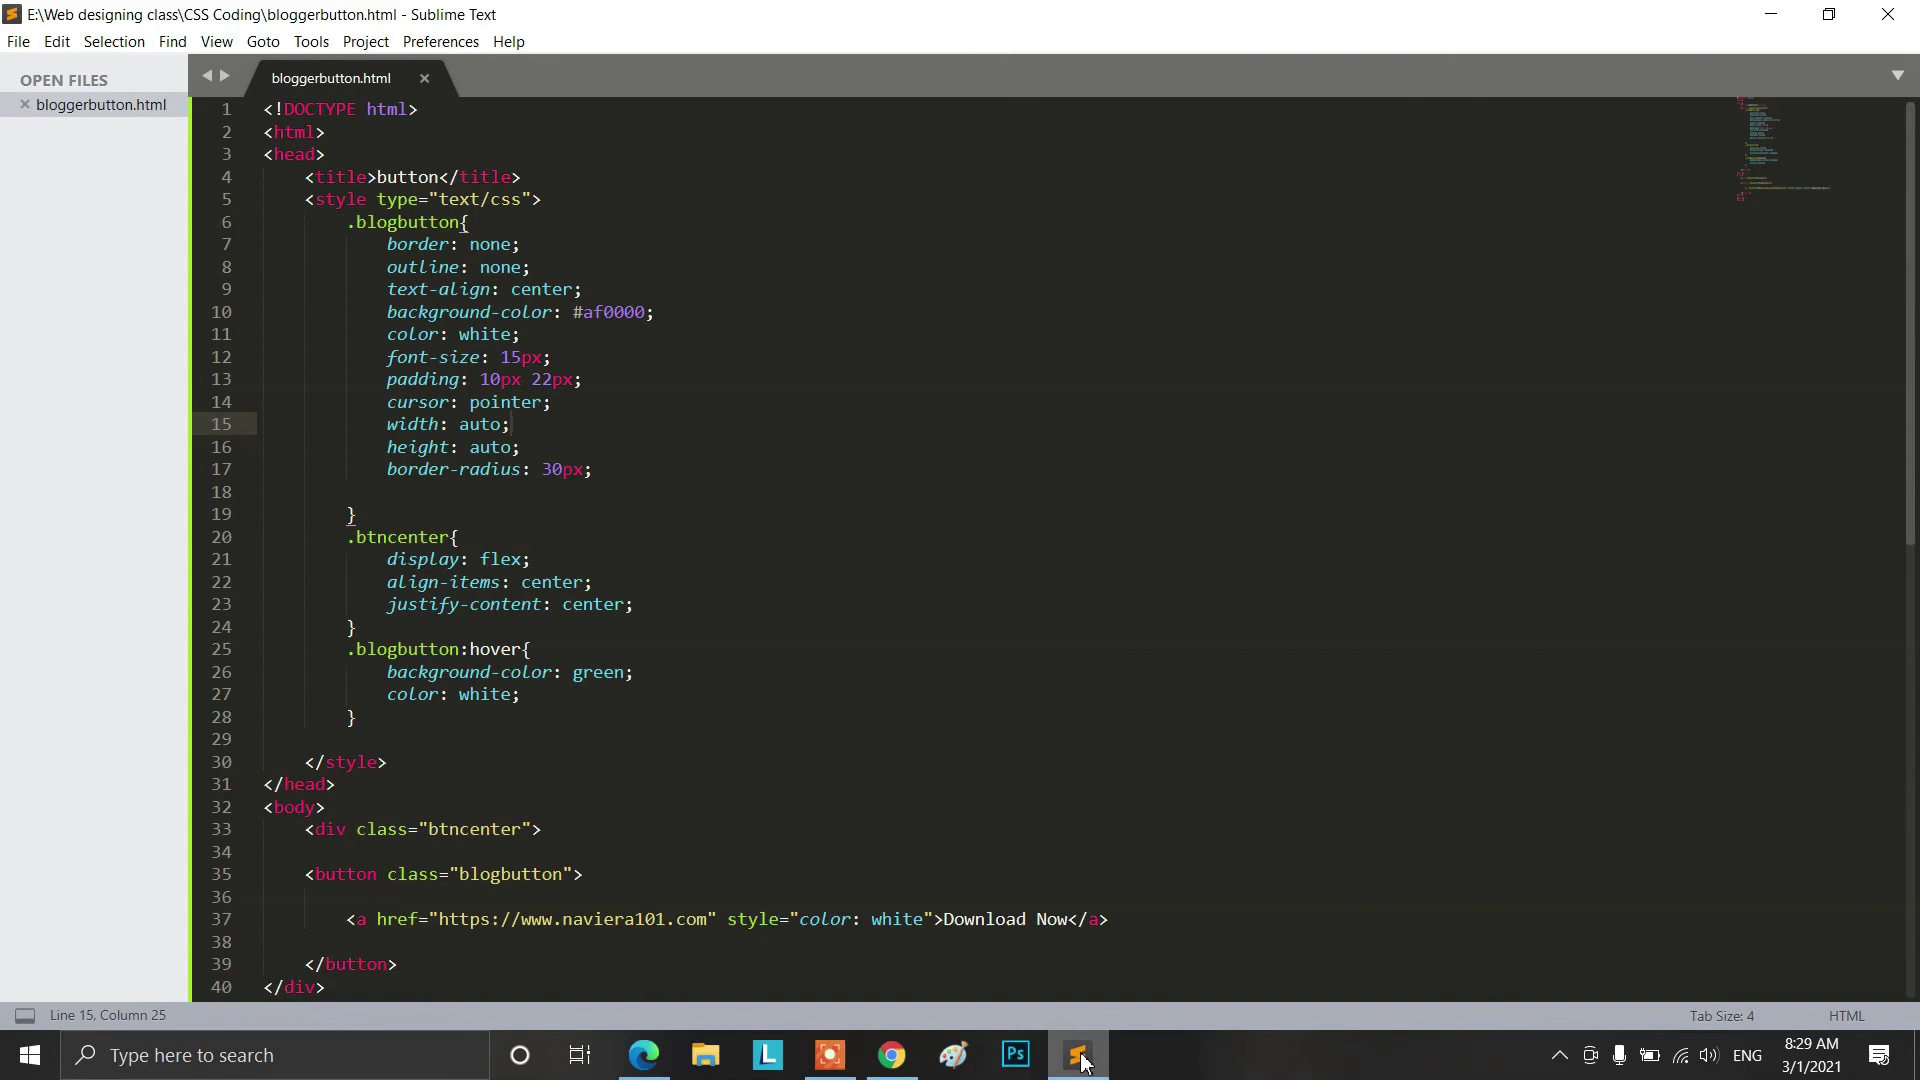 E:\Web designing class\CSS Coding\bloggerbutton.html - Sublime Text
File Edit Selection Find View Goto Tools Project Preferences Help
OPEN FILES
bloggerbutton.html
bloggerbutton.html
1 <!DOCTYPE html>
2 <html>
3 <head>
4 <title>button</title>
5 <style type="text/css">
6 .blogbutton{
7 border: none;
8 outline: none;
9 text-align: center;
10 background-color: #af0000;
11 color: white;
12 font-size: 15px;
13 padding: 10px 22px;
14 cursor: pointer;
15 width: auto;
16 height: auto;
17 border-radius: 30px;
18
19 }
20 .btncenter{
21 display: flex;
22 align-items: center;
23 justify-content: center;
24 }
25 .blogbutton:hover{
26 background-color: green;
27 color: white;
28 }
29
30 </style>
31 </head>
32 <body>
33 <div class="btncenter">
34
35 <button class="blogbutton">
36
37 <a href="https://www.naviera101.com" style="color: white">Download Now</a>
38
39 </button>
40 </div>
Line 15, Column 25
Tab Size: 4 HTML
Type here to search
L
Ps
ENG
8:29 AM
3/1/2021